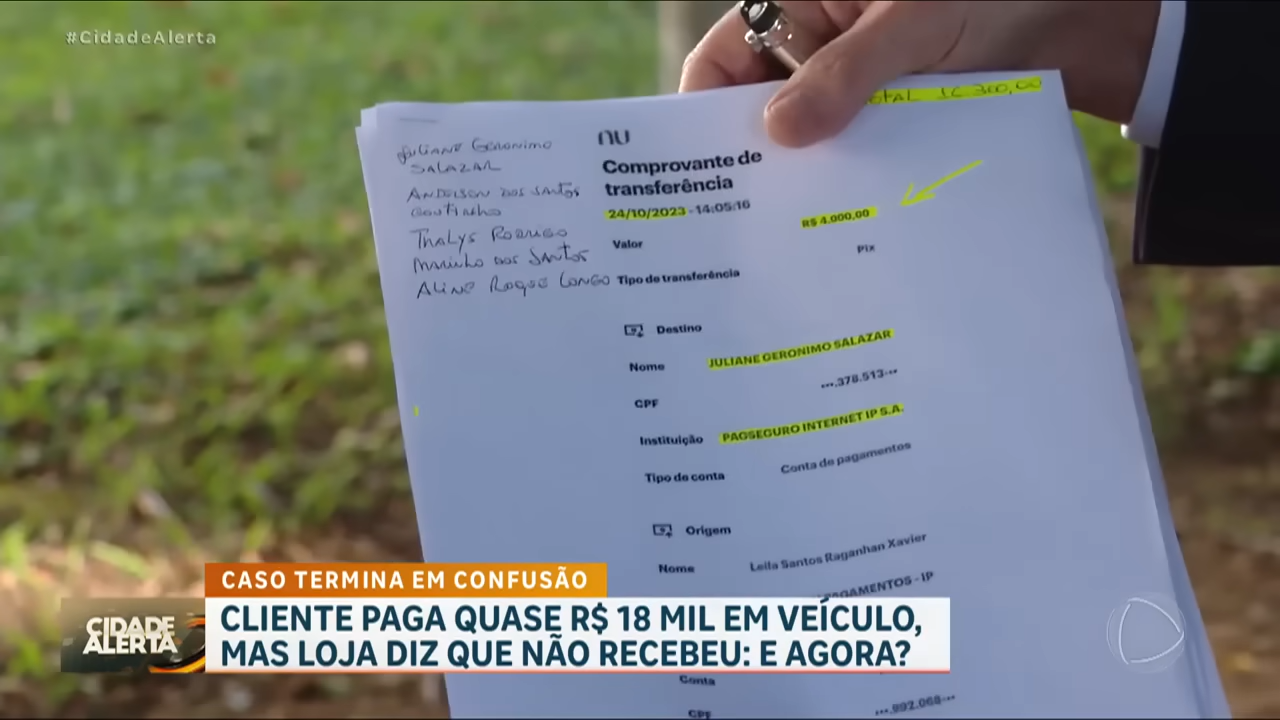 #CidadeAlerta
OTAL 1C.300,00
JULIANE GERONIMO
SALAZAR
ANDERSON DOS SANTOS
COUTINHO
THALYS RODRIGO
MARINHO DOS SANTOS
ALINE ROQUE LONGO
nu
Comprovante de
transferência
24/10/2023 - 14:05:16
Valor R$ 4.000,00
Tipo de transferência Pix
Destino
Nome JULIANE GERONIMO SALAZAR
CPF •••.378.513-••
Instituição PAGSEGURO INTERNET IP S.A.
Tipo de conta Conta de pagamentos
Origem
Nome Leila Santos Raganhan Xavier
PAGAMENTOS - IP
Conta
CPF •••.892.068-••
CASO TERMINA EM CONFUSÃO
CIDADE
ALERTA
CLIENTE PAGA QUASE R$ 18 MIL EM VEÍCULO,
MAS LOJA DIZ QUE NÃO RECEBEU: E AGORA?